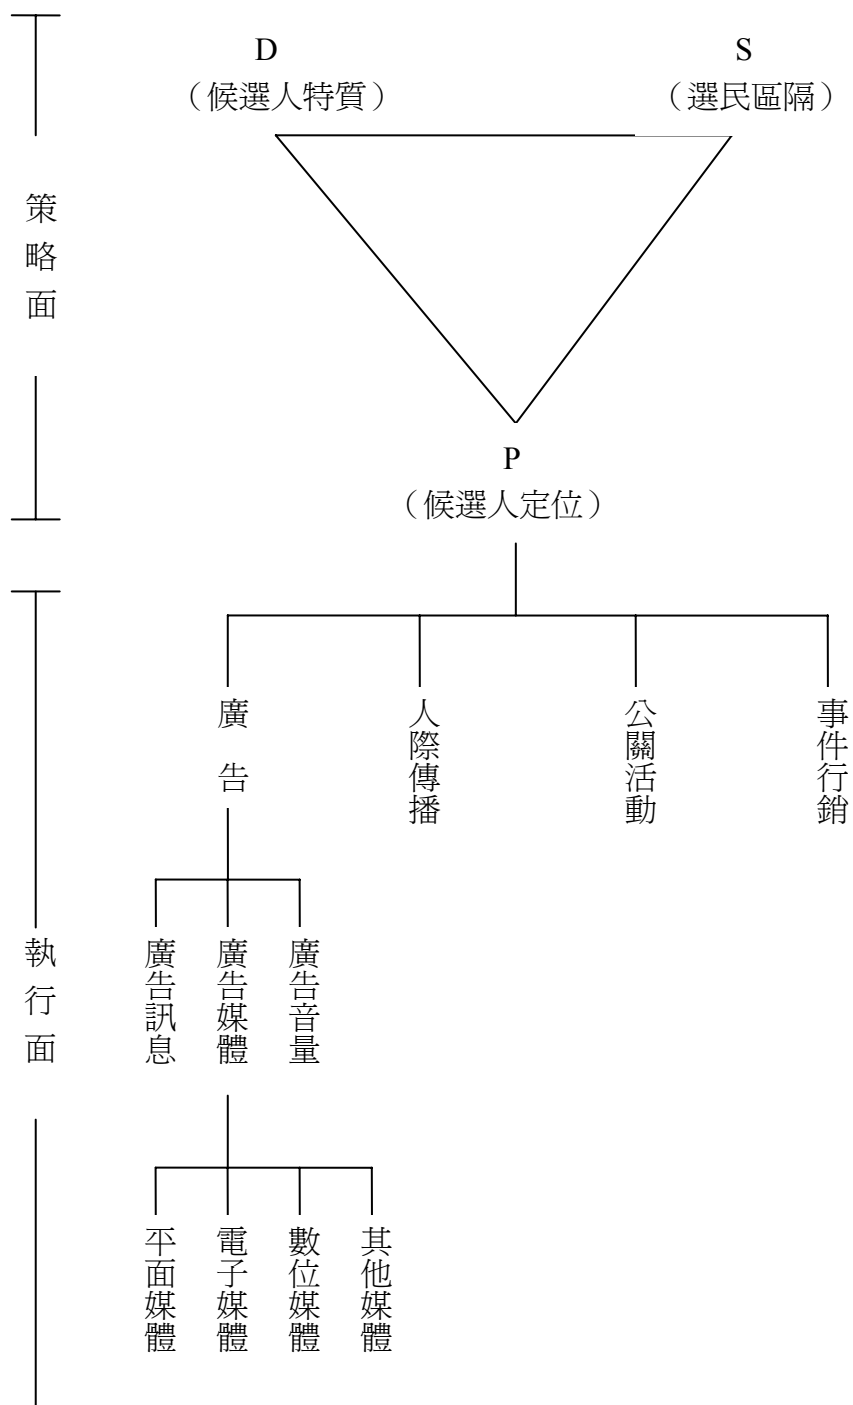 D
（候選人特質）
S
（選民區隔）
策略面
P
（候選人定位）
廣告
人際傳播
公關活動
事件行銷
執行面
廣告訊息
廣告媒體
廣告音量
平面媒體
電子媒體
數位媒體
其他媒體